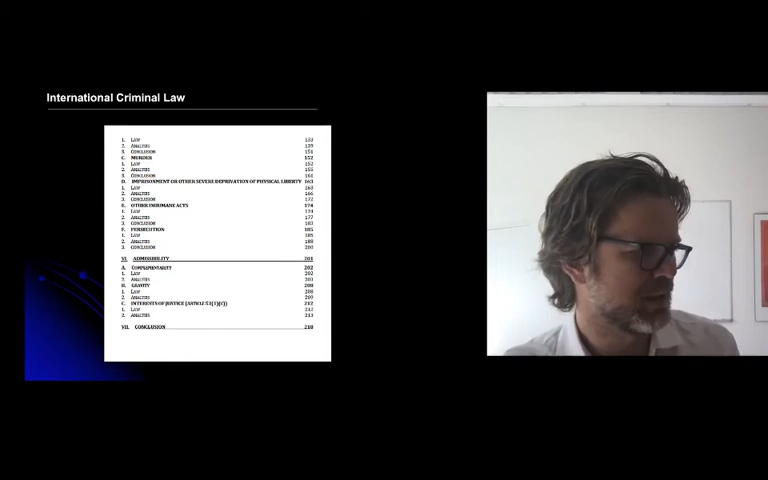 International Criminal Law
1. LAW 133
2. ANALYSIS 139
3. CONCLUSION 151
C. MURDER 152
1. LAW 152
2. ANALYSIS 155
3. CONCLUSION 161
D. IMPRISONMENT OR OTHER SEVERE DEPRIVATION OF PHYSICAL LIBERTY 163
1. LAW 163
2. ANALYSIS 166
3. CONCLUSION 172
E. OTHER INHUMANE ACTS 174
1. LAW 174
2. ANALYSIS 177
3. CONCLUSION 183
F. PERSECUTION 185
1. LAW 185
2. ANALYSIS 188
3. CONCLUSION 200
VI. ADMISSIBILITY 201
A. COMPLEMENTARITY 202
1. LAW 202
2. ANALYSIS 203
B. GRAVITY 208
1. LAW 208
2. ANALYSIS 209
C. INTERESTS OF JUSTICE (ARTICLE 53(1)(C)) 212
1. LAW 212
2. ANALYSIS 213
VII. CONCLUSION 218